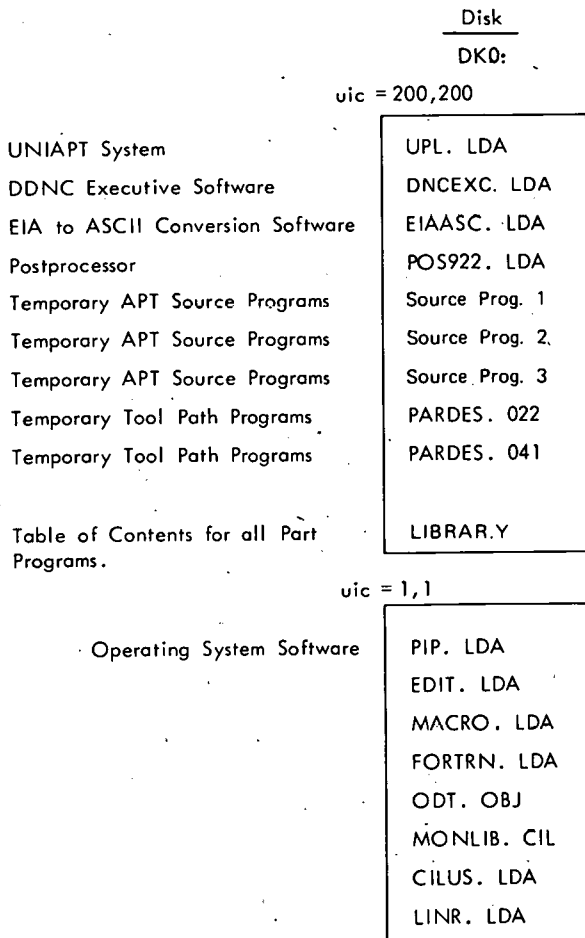 Disk
DK0:
uic = 200,200
UNIAPT System UPL. LDA
DDNC Executive Software DNCEXC. LDA
EIA to ASCII Conversion Software EIAASC. LDA
Postprocessor POS922. LDA
Temporary APT Source Programs Source Prog. 1
Temporary APT Source Programs Source Prog. 2.
Temporary APT Source Programs Source Prog. 3
Temporary Tool Path Programs PARDES. 022
Temporary Tool Path Programs PARDES. 041
Table of Contents for all Part LIBRAR.Y
Programs.
uic = 1,1
Operating System Software PIP. LDA
EDIT. LDA
MACRO. LDA
FORTRN. LDA
ODT. OBJ
MONLIB. CIL
CILUS. LDA
LINR. LDA